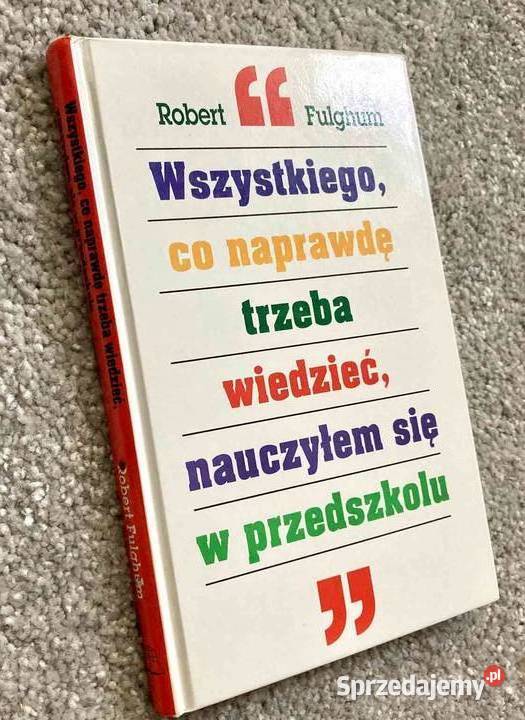 Robert Fulghum
Wszystkiego,
co naprawdę
trzeba
wiedzieć,
nauczyłem się
w przedszkolu
Wszystkiego, co naprawdę trzeba wiedzieć,
Robert Fulghum
Sprzedajemy.pl